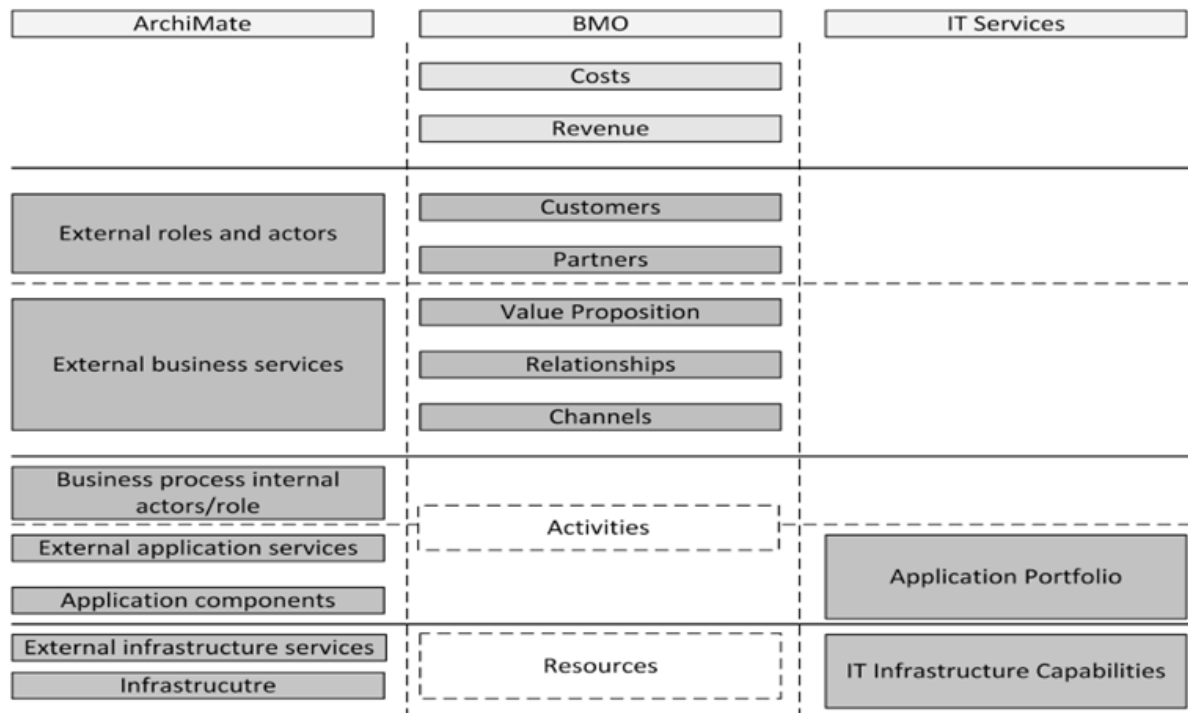 ArchiMate
BMO
IT Services
Costs
Revenue
External roles and actors
Customers
Partners
External business services
Value Proposition
Relationships
Channels
Business process internal
actors/role
Activities
External application services
Application components
Application Portfolio
External infrastructure services
Infrastrucutre
Resources
IT Infrastructure Capabilities